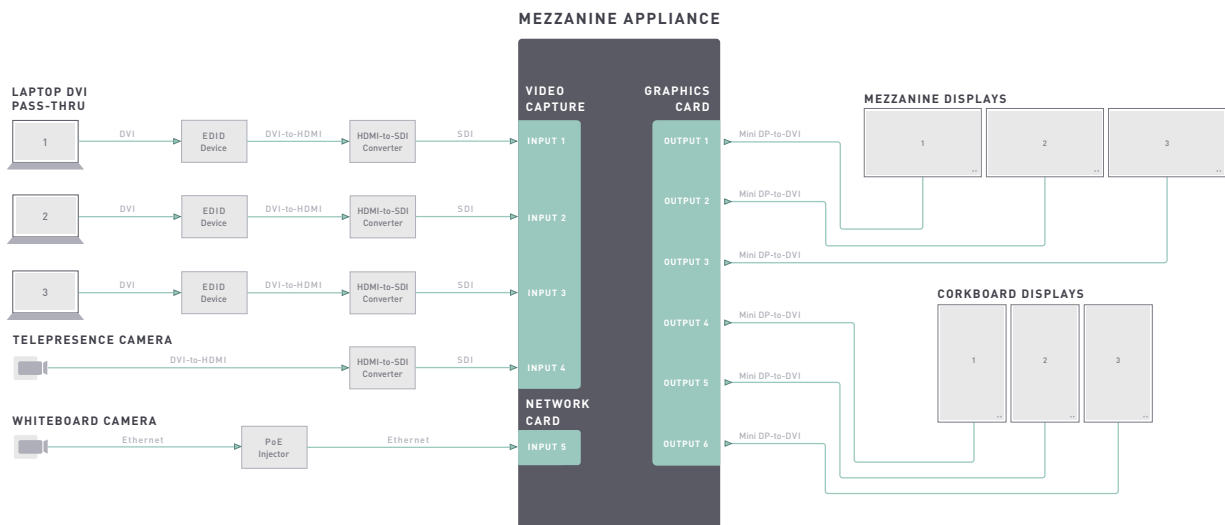 MEZZANINE APPLIANCE
LAPTOP DVI
PASS-THRU
1
DVI
EDID
Device
DVI-to-HDMI
HDMI-to-SDI
Converter
SDI
2
DVI
EDID
Device
DVI-to-HDMI
HDMI-to-SDI
Converter
SDI
3
DVI
EDID
Device
DVI-to-HDMI
HDMI-to-SDI
Converter
SDI
TELEPRESENCE CAMERA
DVI-to-HDMI
HDMI-to-SDI
Converter
SDI
WHITEBOARD CAMERA
Ethernet
PoE
Injector
Ethernet
VIDEO
CAPTURE
INPUT 1
INPUT 2
INPUT 3
INPUT 4
NETWORK
CARD
INPUT 5
GRAPHICS
CARD
OUTPUT 1
OUTPUT 2
OUTPUT 3
OUTPUT 4
OUTPUT 5
OUTPUT 6
Mini DP-to-DVI
Mini DP-to-DVI
Mini DP-to-DVI
Mini DP-to-DVI
Mini DP-to-DVI
Mini DP-to-DVI
MEZZANINE DISPLAYS
1
2
3
CORKBOARD DISPLAYS
1
2
3